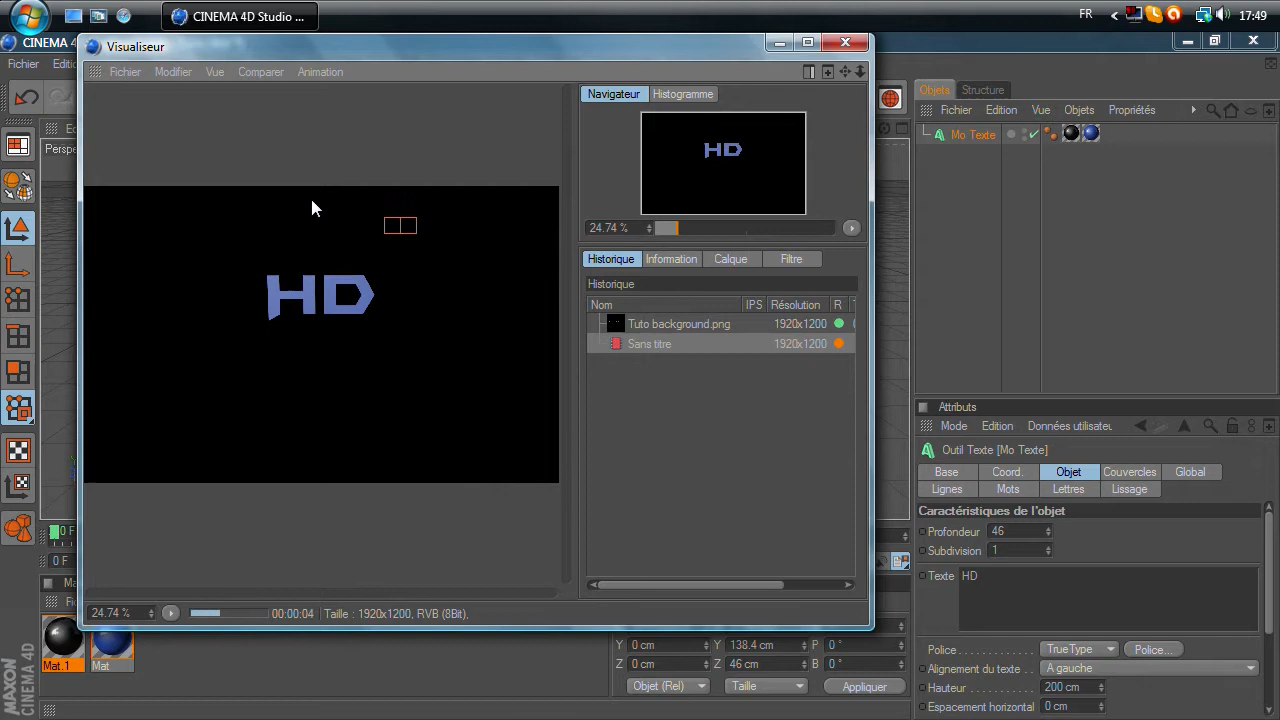 CINEMA 4D Studio ...
FR
17:49
CINEMA 4D
Visualiseur
Fichier
Fichier Modifier Vue Comparer Animation
Navigateur Histogramme
Objets Structure
Fichier Edition Vue Objets Propriétés
Mo Texte
HD
HD
24.74 %
Historique Information Calque Filtre
Historique
Nom IPS Résolution R
Tuto background.png 1920x1200
Sans titre 1920x1200
Attributs
Mode Edition Données utilisateu
Outil Texte [Mo Texte]
Base Coord. Objet Couvercles Global
Lignes Mots Lettres Lissage
Caractéristiques de l'objet
Profondeur 46
Subdivision 1
Texte HD
0 F
0 F
24.74 % 00:00:04 Taille : 1920x1200, RVB (8Bit),
Mat.1 Mat
Y 0 cm Y 138.4 cm P 0 °
Z 0 cm Z 46 cm B 0 °
Objet (Rel) Taille Appliquer
Police TrueType Police...
Alignement du texte A gauche
Hauteur 200 cm
Espacement horizontal 0 cm
MAXON
CINEMA 4D